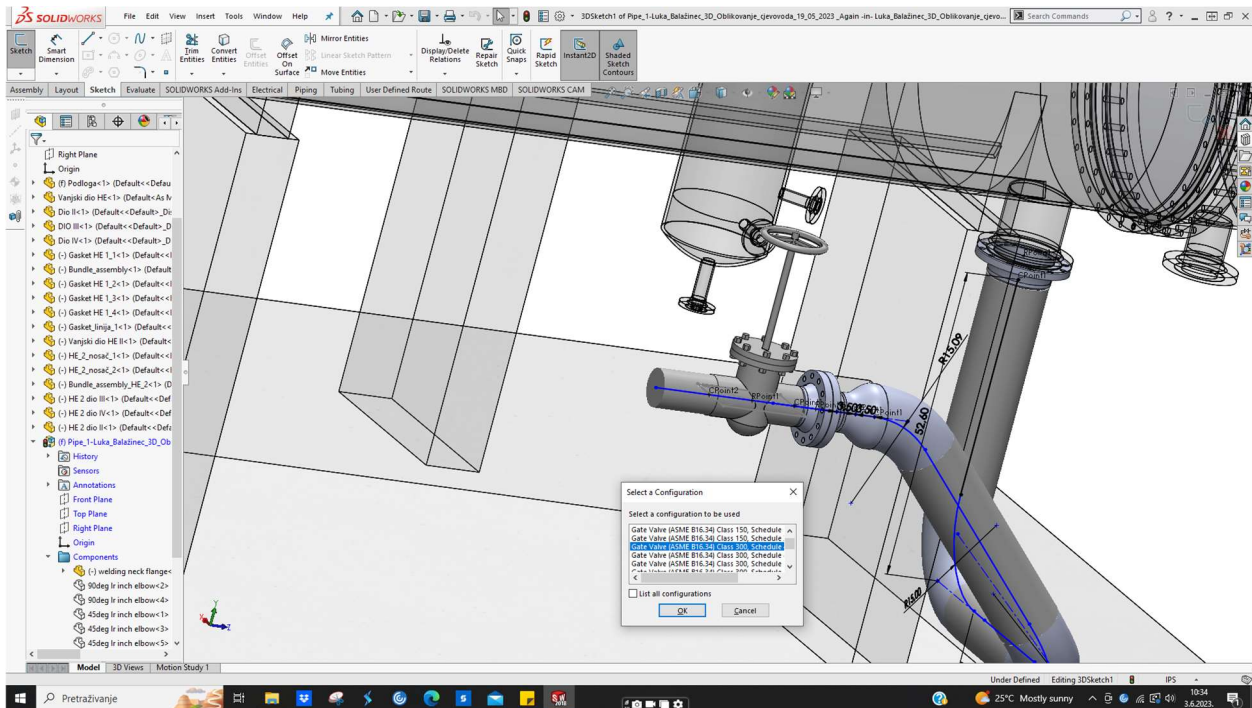 SOLIDWORKS File Edit View Insert Tools Window Help 3DSketch1 of Pipe_1-Luka_Balažinec_3D_Oblikovanje_cjevovoda_19_05_2023 _Again -in- Luka_Balažinec_3D_Oblikovanje_cjevo... Search Commands
Sketch Smart Dimension Trim Entities Convert Entities Offset Entities Offset On Surface Mirror Entities Linear Sketch Pattern Move Entities Display/Delete Relations Repair Sketch Quick Snaps Rapid Sketch Instant2D Shaded Sketch Contours
Assembly Layout Sketch Evaluate SOLIDWORKS Add-Ins Electrical Piping Tubing User Defined Route SOLIDWORKS MBD SOLIDWORKS CAM
Right Plane
Origin
(f) Podloga<1> (Default<<Defau
Vanjski dio HE<1> (Default<As M
Dio II<1> (Default<<Default>_Dis
DIO III<1> (Default<<Default>_D
Dio IV<1> (Default<<Default>_D
(-) Gasket HE 1_1<1> (Default<<I
(-) Bundle_assembly<1> (Default
(-) Gasket HE 1_2<1> (Default<<I
(-) Gasket HE 1_3<1> (Default<<I
(-) Gasket HE 1_4<1> (Default<<I
(-) Gasket_linija_1<1> (Default<<
(-) Vanjski dio HE II<1> (Default<
(-) HE_2_nosač_1<1> (Default<<I
(-) HE_2_nosač_2<1> (Default<<I
(-) Bundle_assembly_HE_2<1> (D
(-) HE 2 dio III<1> (Default<<Def
(-) HE 2 dio IV<1> (Default<<Def
(-) HE 2 dio II<1> (Default<<Defa
(f) Pipe_1-Luka_Balažinec_3D_Ob
History
Sensors
Annotations
Front Plane
Top Plane
Right Plane
Origin
Components
(-) welding neck flange<
90deg lr inch elbow<2>
90deg lr inch elbow<4>
45deg lr inch elbow<1>
45deg lr inch elbow<3>
45deg lr inch elbow<5>
CPoint1
R15.09
CPoint2
RPoint1
52.60
R15.00
Select a Configuration
Select a configuration to be used
Gate Valve (ASME B16.34) Class 150, Schedule
Gate Valve (ASME B16.34) Class 150, Schedule
Gate Valve (ASME B16.34) Class 300, Schedule
Gate Valve (ASME B16.34) Class 300, Schedule
Gate Valve (ASME B16.34) Class 300, Schedule
Gate Valve (ASME B16.34) Class 300, Schedule
List all configurations
OK Cancel
Model 3D Views Motion Study 1
Under Defined Editing 3DSketch1 IPS
Pretraživanje 25°C Mostly sunny 10:34
3.6.2023.